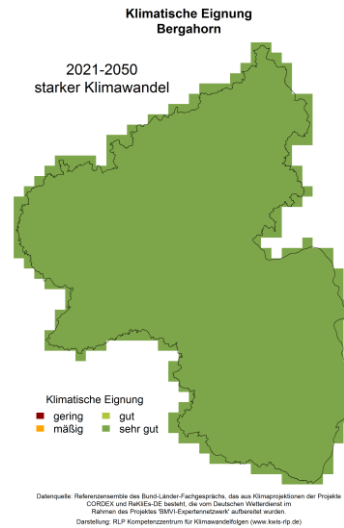 Klimatische Eignung
Bergahorn
2021-2050
starker Klimawandel
Klimatische Eignung
gering
gut
mäßig
sehr gut
Datenquelle: Referenzensemble des Bund-Länder-Fachgesprächs, das aus Klimaprojektionen der Projekte
CORDEX und ReKliEs-DE besteht, die vom Deutschen Wetterdienst im
Rahmen des Projektes 'BMVI-Expertennetzwerk' aufbereitet wurden.
Darstellung: RLP Kompetenzzentrum für Klimawandelfolgen (www.kwis-rlp.de)